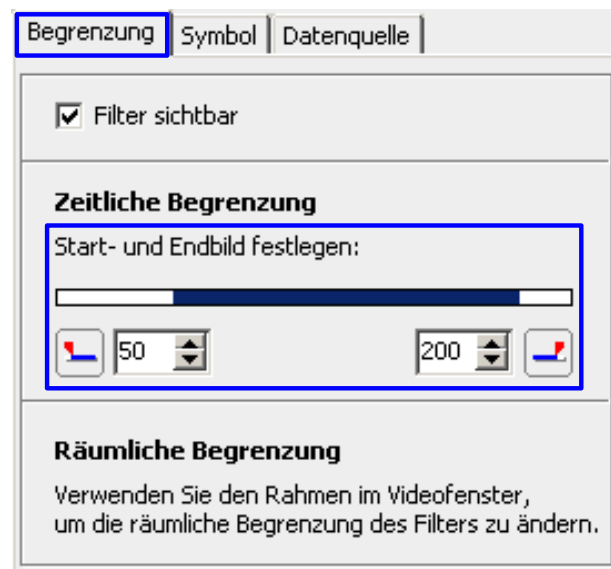 Begrenzung Symbol Datenquelle
Filter sichtbar
Zeitliche Begrenzung
Start- und Endbild festlegen:
50 200
Räumliche Begrenzung
Verwenden Sie den Rahmen im Videofenster,
um die räumliche Begrenzung des Filters zu ändern.